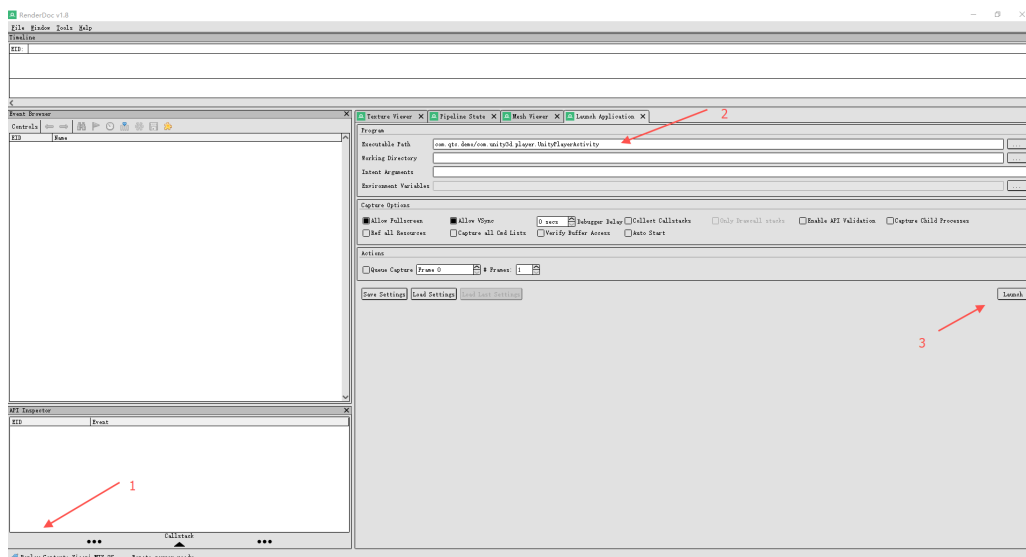 RenderDoc v1.8
File Window Tools Help
Timeline
EID:
Event Browser
Controls
EID Name
API Inspector
EID Event
1
Callstack
Texture Viewer Pipeline State Mesh Viewer Launch Application
2
Program
Executable Path com.qts.demo/com.unity3d.player.UnityPlayerActivity
Working Directory
Intent Arguments
Environment Variables
Capture Options
Allow Fullscreen Allow VSync 0 secs Debugger Delay Collect Callstacks Only Drawcall stacks Enable API Validation Capture Child Processes
Ref all Resources Capture all Cmd Lists Verify Buffer Access Auto Start
Actions
Queue Capture Frame 0 # Frames: 1
Save Settings Load Settings Load Last Settings Launch
3